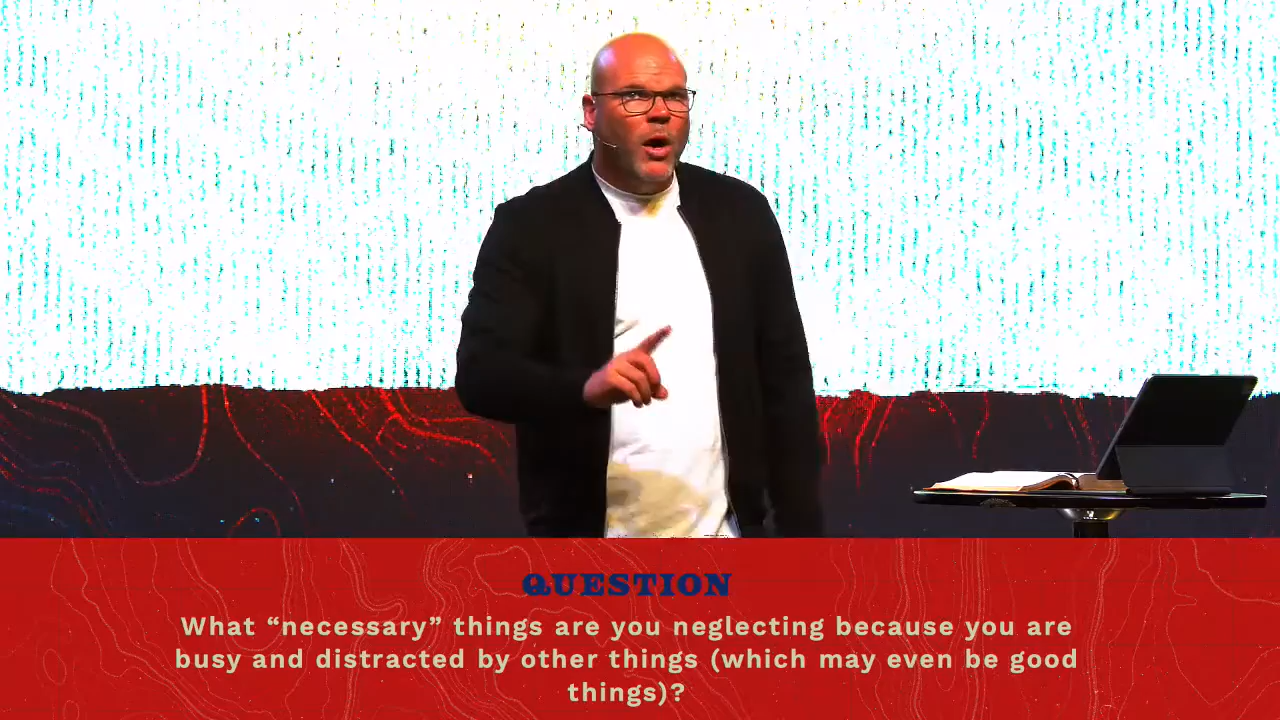 QUESTION
What “necessary” things are you neglecting because you are
busy and distracted by other things (which may even be good
things)?